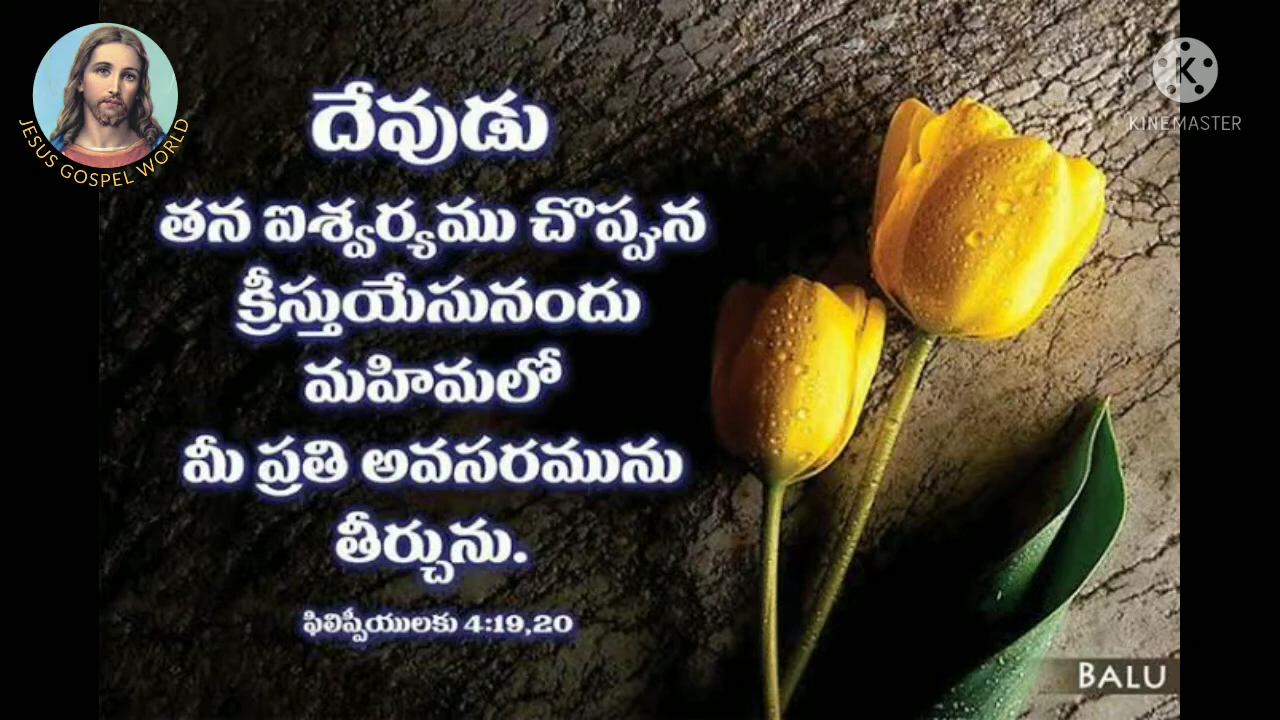 JESUS GOSPEL WORLD
KINEMASTER
దేవుడు
తన ఐశ్వర్యము చొప్పున
క్రీస్తుయేసునందు
మహిమలో
మీ ప్రతి అవసరమును
తీర్చును.
ఫిలిప్పీయులకు 4:19,20
BALU